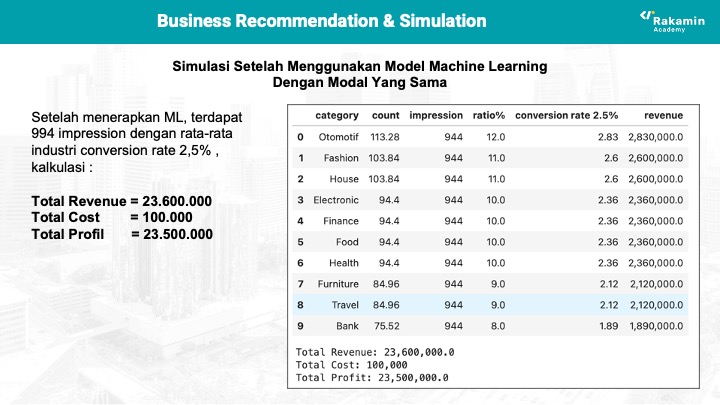 Business Recommendation & Simulation
Rakamin
Academy
Simulasi Setelah Menggunakan Model Machine Learning
Dengan Modal Yang Sama
Setelah menerapkan ML, terdapat
994 impression dengan rata-rata
industri conversion rate 2,5% ,
kalkulasi :
Total Revenue = 23.600.000
Total Cost = 100.000
Total Profil = 23.500.000
category count impression ratio% conversion rate 2.5% revenue
0 Otomotif 113.28 944 12.0 2.83 2,830,000.0
1 Fashion 103.84 944 11.0 2.6 2,600,000.0
2 House 103.84 944 11.0 2.6 2,600,000.0
3 Electronic 94.4 944 10.0 2.36 2,360,000.0
4 Finance 94.4 944 10.0 2.36 2,360,000.0
5 Food 94.4 944 10.0 2.36 2,360,000.0
6 Health 94.4 944 10.0 2.36 2,360,000.0
7 Furniture 84.96 944 9.0 2.12 2,120,000.0
8 Travel 84.96 944 9.0 2.12 2,120,000.0
9 Bank 75.52 944 8.0 1.89 1,890,000.0
Total Revenue: 23,600,000.0
Total Cost: 100,000
Total Profit: 23,500,000.0